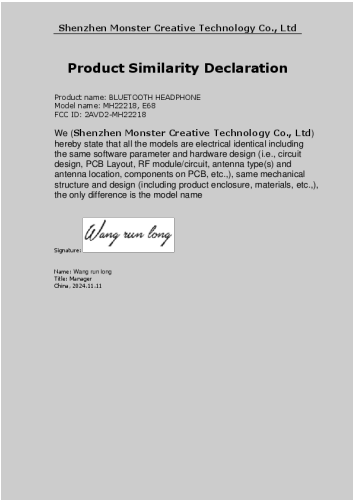 Shenzhen Monster Creative Technology Co., Ltd
Product Similarity Declaration
Product name: BLUETOOTH HEADPHONE
Model name: MH22218, E68
FCC ID: 2AVD2-MH22218
We (Shenzhen Monster Creative Technology Co., Ltd)
hereby state that all the models are electrical identical including
the same software parameter and hardware design (i.e., circuit
design, PCB Layout, RF module/circuit, antenna type(s) and
antenna location, components on PCB, etc.,), same mechanical
structure and design (including product enclosure, materials, etc.,),
the only difference is the model name
Wang run long
Signature:
Name: Wang run long
Title: Manager
China, 2024.11.11